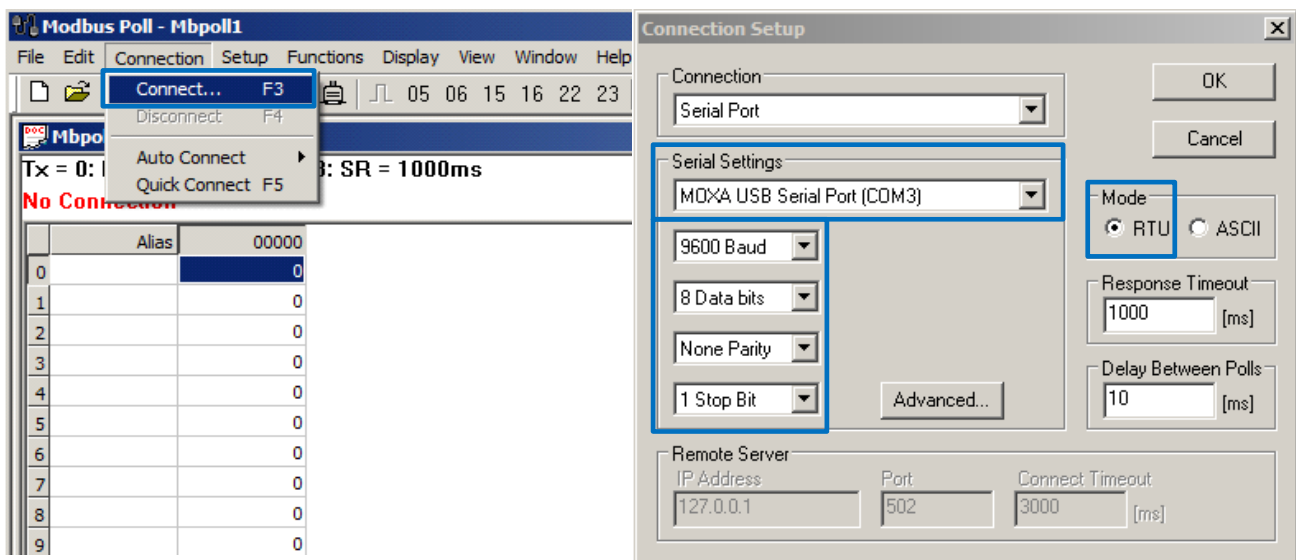 Modbus Poll - Mbpoll1
File Edit Connection Setup Functions Display View Window Help
05 06 15 16 22 23
Connect... F3
Disconnect F4
Auto Connect
Quick Connect F5
Mbpo
Tx = 0: : SR = 1000ms
No Connection
Alias 00000
0 0
1 0
2 0
3 0
4 0
5 0
6 0
7 0
8 0
9 0
Connection Setup
Connection
Serial Port
OK
Cancel
Serial Settings
MOXA USB Serial Port (COM3)
9600 Baud
8 Data bits
None Parity
1 Stop Bit
Advanced...
Mode
RTU ASCII
Response Timeout
1000 [ms]
Delay Between Polls
10 [ms]
Remote Server
IP Address Port Connect Timeout
127.0.0.1 502 3000 [ms]